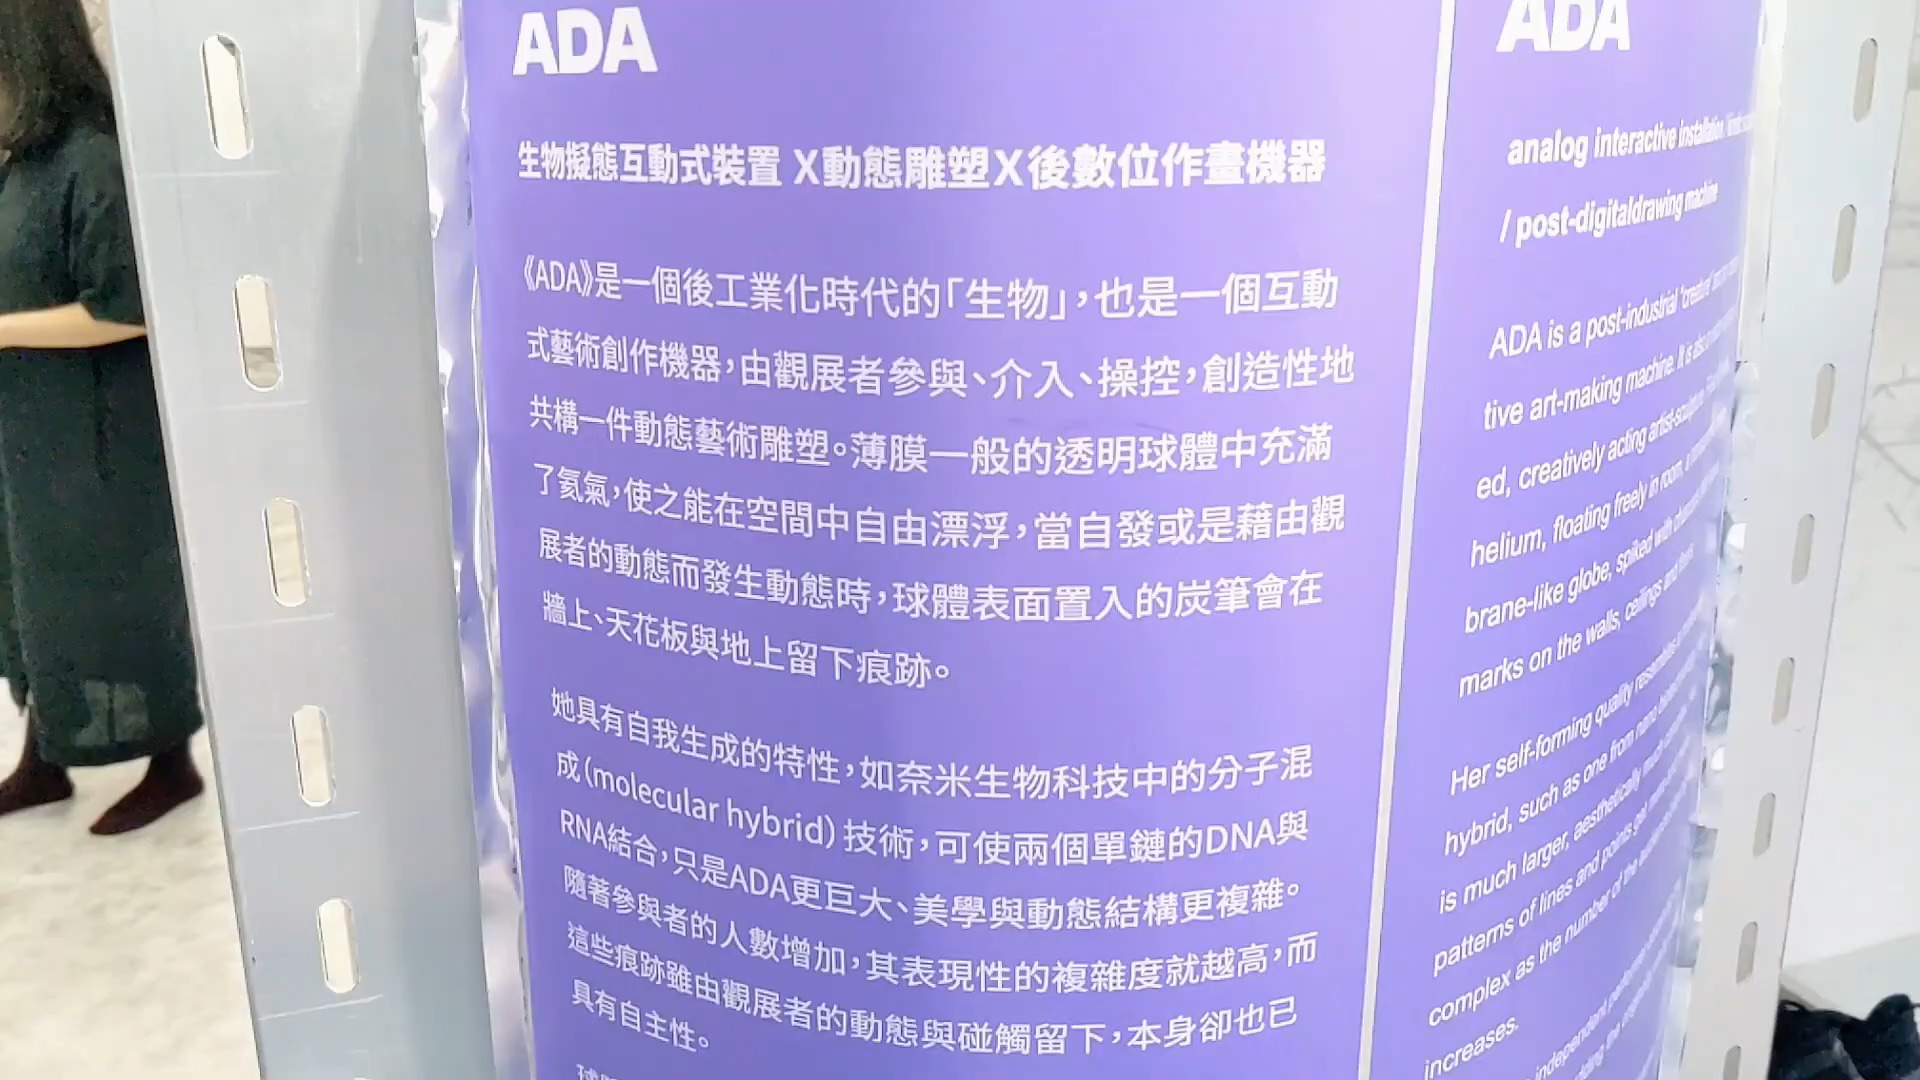 ADA
生物擬態互動式裝置 X動態雕塑X後數位作畫機器
《ADA》是一個後工業化時代的「生物」，也是一個互動
式藝術創作機器，由觀展者參與、介入、操控，創造性地
共構一件動態藝術雕塑。薄膜一般的透明球體中充滿
了氦氣，使之能在空間中自由漂浮，當自發或是藉由觀
展者的動態而發生動態時，球體表面置入的炭筆會在
牆上、天花板與地上留下痕跡。
她具有自我生成的特性，如奈米生物科技中的分子混
成（molecular hybrid）技術，可使兩個單鏈的DNA與
RNA結合，只是ADA更巨大、美學與動態結構更複雜。
隨著參與者的人數增加，其表現性的複雜度就越高，而
這些痕跡雖由觀展者的動態與碰觸留下，本身卻也已
具有自主性。
ADA
analog interactive installation
/ post-digitaldrawing machine
ADA is a post-industrial "creature"
tive art-making machine. It is
ed, creatively acting artist-sculpture.
helium, floating freely in room,
brane-like globe, spiked with
marks on the walls, ceilings and
Her self-forming quality resembles
hybrid, such as one from nano
is much larger, aesthetically much
patterns of lines and points get
complex as the number of the
increases.
independent